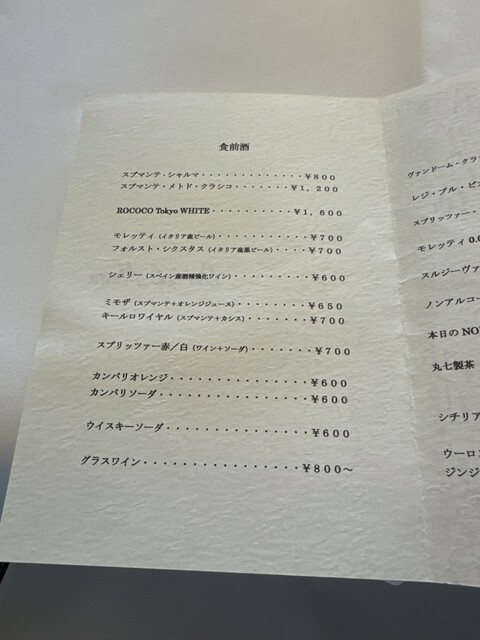 食前酒
スプマンテ・シャルマ・・・・・・・・・・・・・¥800
スプマンテ・メトド・クラシコ・・・・・・・¥1,200
ROCOCO Tokyo WHITE・・・・・・・・・・¥1,600
モレッティ (イタリア産ビール)・・・・・・・・・¥700
フォルスト・シクスタス (イタリア産黒ビール)・・・・¥700
シェリー (スペイン産酒精強化ワイン)・・・・・・・・¥600
ミモザ (スプマンテ+オレンジジュース)・・・・・・・・¥650
キールロワイヤル (スプマンテ+カシス)・・・・・・・¥700
スプリッツァー赤/白 (ワイン+ソーダ)・・・・・・・¥700
カンパリオレンジ・・・・・・・・・・・・・・¥600
カンパリソーダ・・・・・・・・・・・・・・・¥600
ウイスキーソーダ・・・・・・・・・・・・・・¥600
グラスワイン・・・・・・・・・・・・・・・・¥800〜
ヴァンドーム・クラ
レジ・ブル・ピ
スプリッツァー・
モレッティ 0.
スルジーヴァ
ノンアルコー
本日の NO
丸七製茶
シチリア
ウーロン
ジンジ